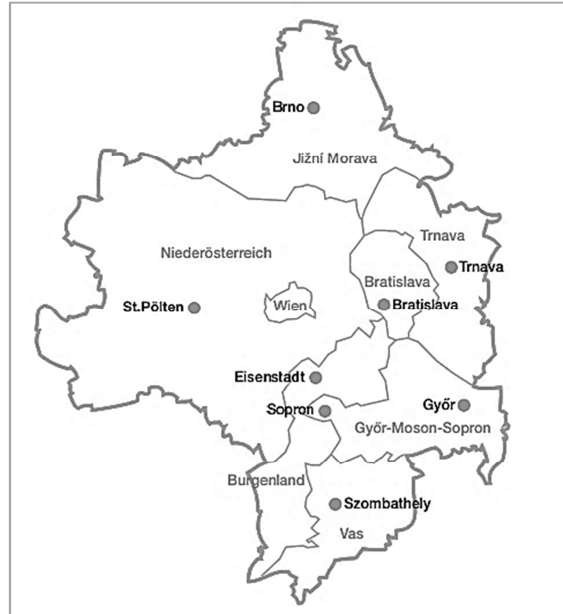 Brno
Jižní Morava
Trnava
Niederösterreich
Trnava
Bratislava
Wien
Bratislava
St.Pölten
Eisenstadt
Sopron
Győr
Győr-Moson-Sopron
Burgenland
Szombathely
Vas